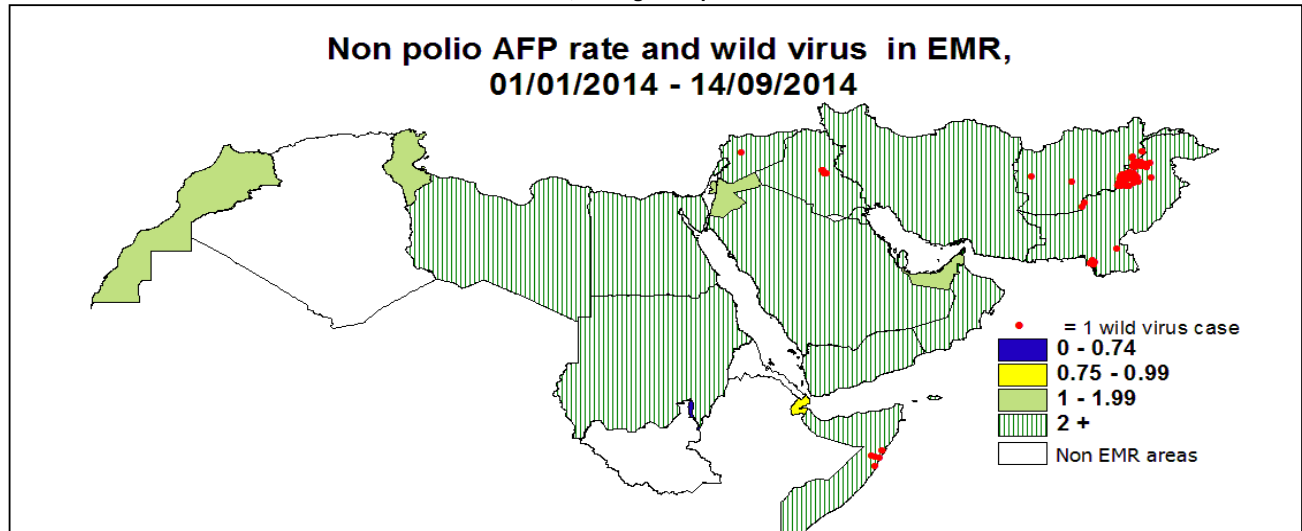 Non polio AFP rate and wild virus in EMR,
01/01/2014 - 14/09/2014
= 1 wild virus case
0 - 0.74
0.75 - 0.99
1 - 1.99
2 +
Non EMR areas